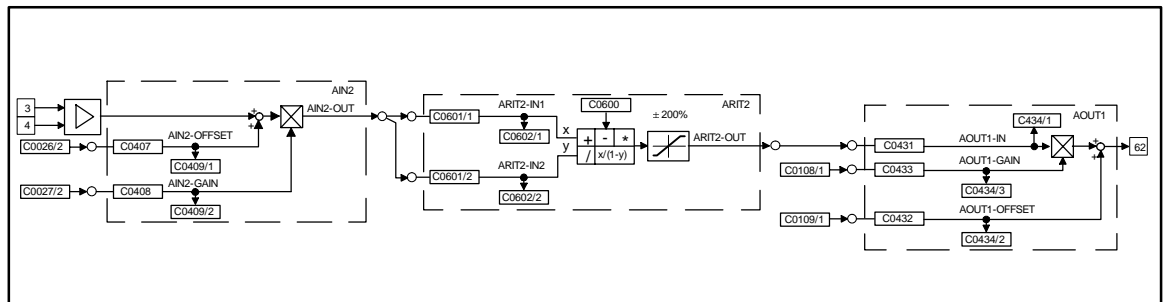 AIN2
3
4
AIN2-OUT
+
+
C0026/2
C0407
AIN2-OFFSET
C0409/1
C0027/2
C0408
AIN2-GAIN
C0409/2
ARIT2
C0601/1
ARIT2-IN1
C0602/1
C0600
± 200%
x
y
+ - *
/ x/(1-y)
ARIT2-OUT
C0601/2
ARIT2-IN2
C0602/2
C434/1
AOUT1
C0431
AOUT1-IN
+
+
62
C0108/1
C0433
AOUT1-GAIN
C0434/3
C0109/1
C0432
AOUT1-OFFSET
C0434/2